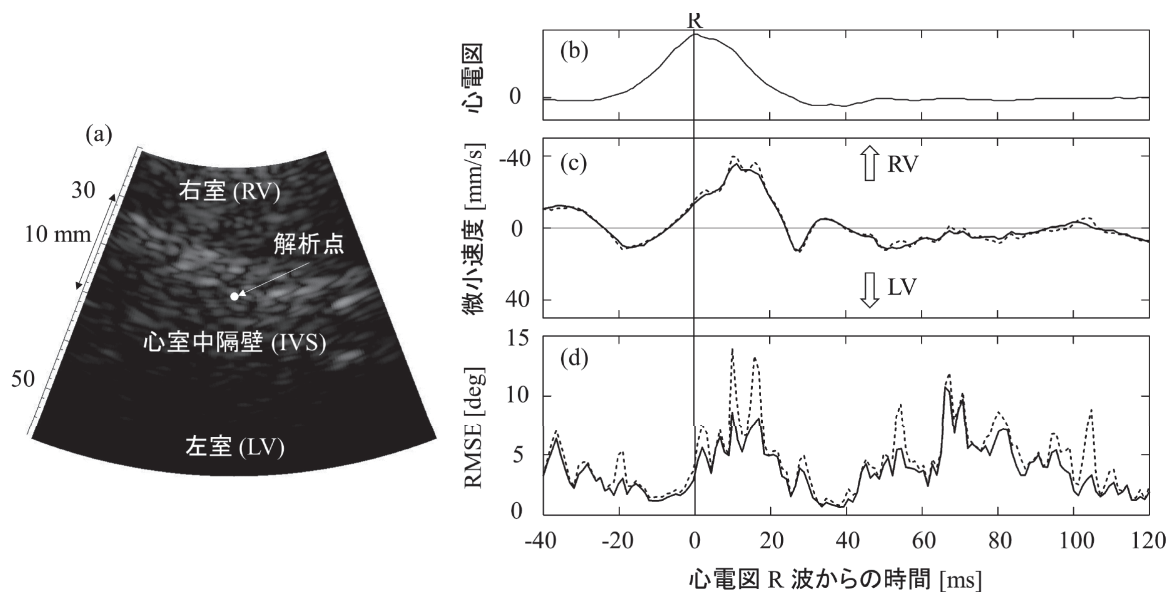 (a)
30
10 mm
50
右室 (RV)
解析点
心室中隔壁 (IVS)
左室 (LV)
R
(b)
心電図
0
(c)
微小速度 [mm/s]
-40
0
40
RV
LV
(d)
RMSE [deg]
15
10
5
0
-40 -20 0 20 40 60 80 100 120
心電図 R 波からの時間 [ms]